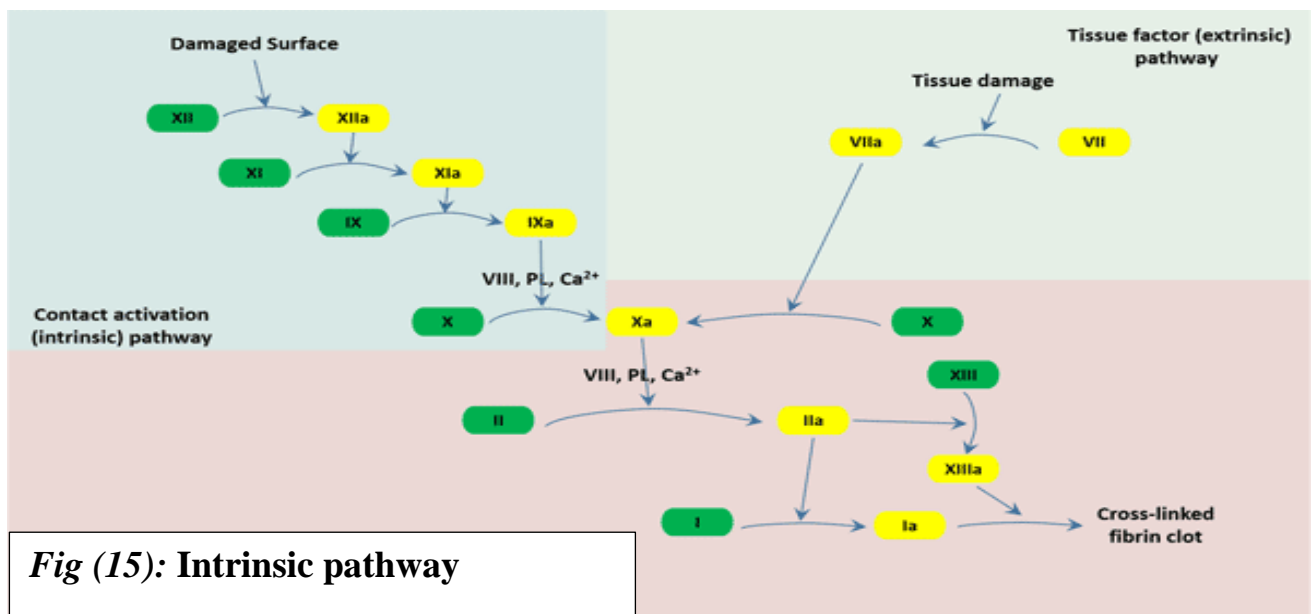 Damaged Surface
Tissue factor (extrinsic)
pathway
Tissue damage
XII
XIIa
VIIa
VII
XI
XIa
IX
IXa
VIII, PL, Ca²⁺
Contact activation
(intrinsic) pathway
X
Xa
X
VIII, PL, Ca²⁺
XIII
II
IIa
XIIIa
I
Ia
Cross-linked
fibrin clot
Fig (15): Intrinsic pathway